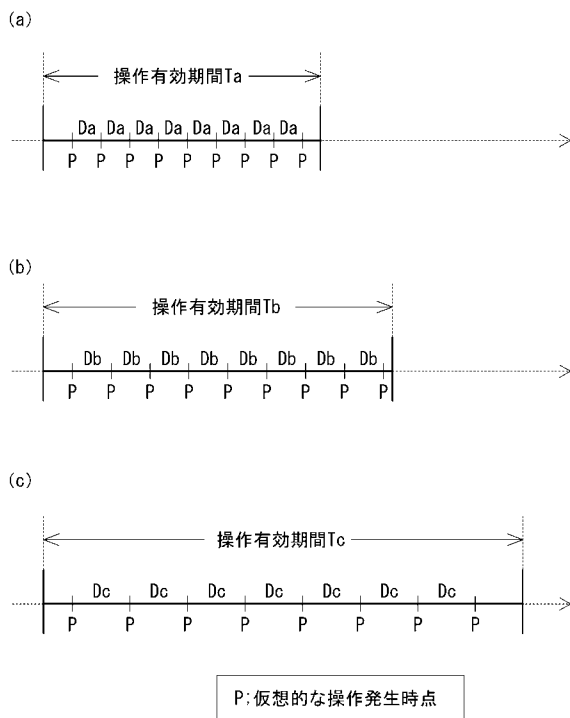 (a)
操作有効期間Ta
Da Da Da Da Da Da Da Da
P P P P P P P P P
(b)
操作有効期間Tb
Db Db Db Db Db Db Db Db
P P P P P P P P P
(c)
操作有効期間Tc
Dc Dc Dc Dc Dc Dc Dc
P P P P P P P P
P;仮想的な操作発生時点